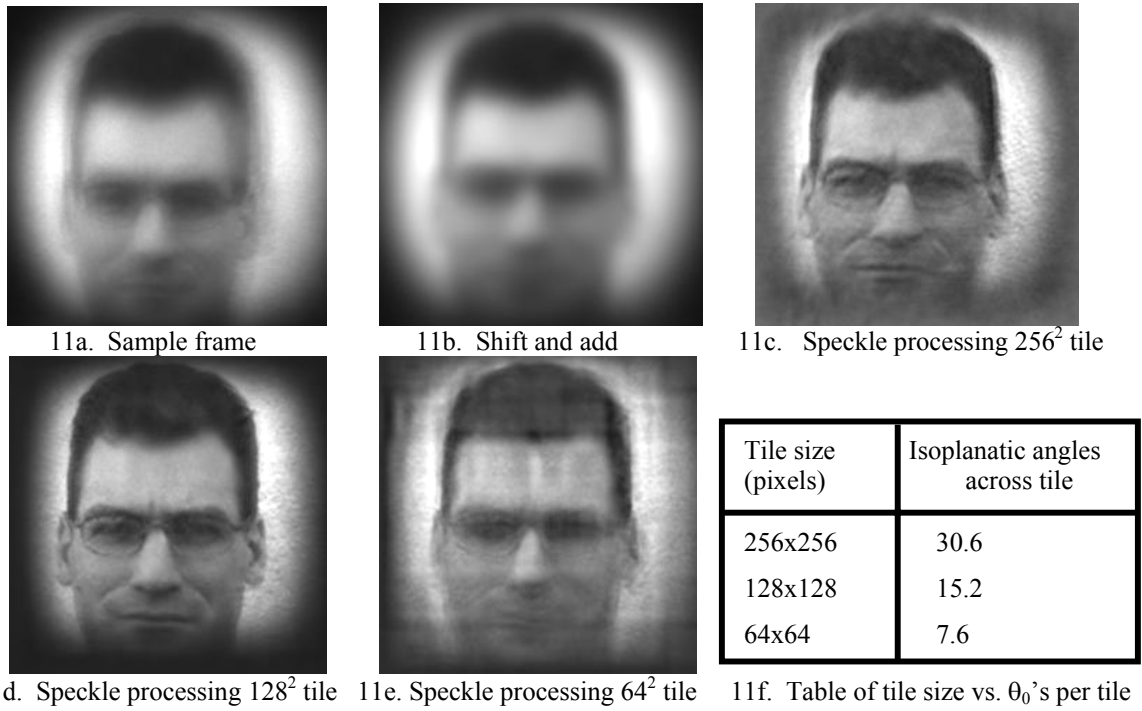 11a. Sample frame
11b. Shift and add
11c. Speckle processing 256² tile
d. Speckle processing 128² tile
11e. Speckle processing 64² tile
Tile size (pixels)
Isoplanatic angles across tile
256x256 30.6
128x128 15.2
64x64 7.6
11f. Table of tile size vs. θ₀'s per tile